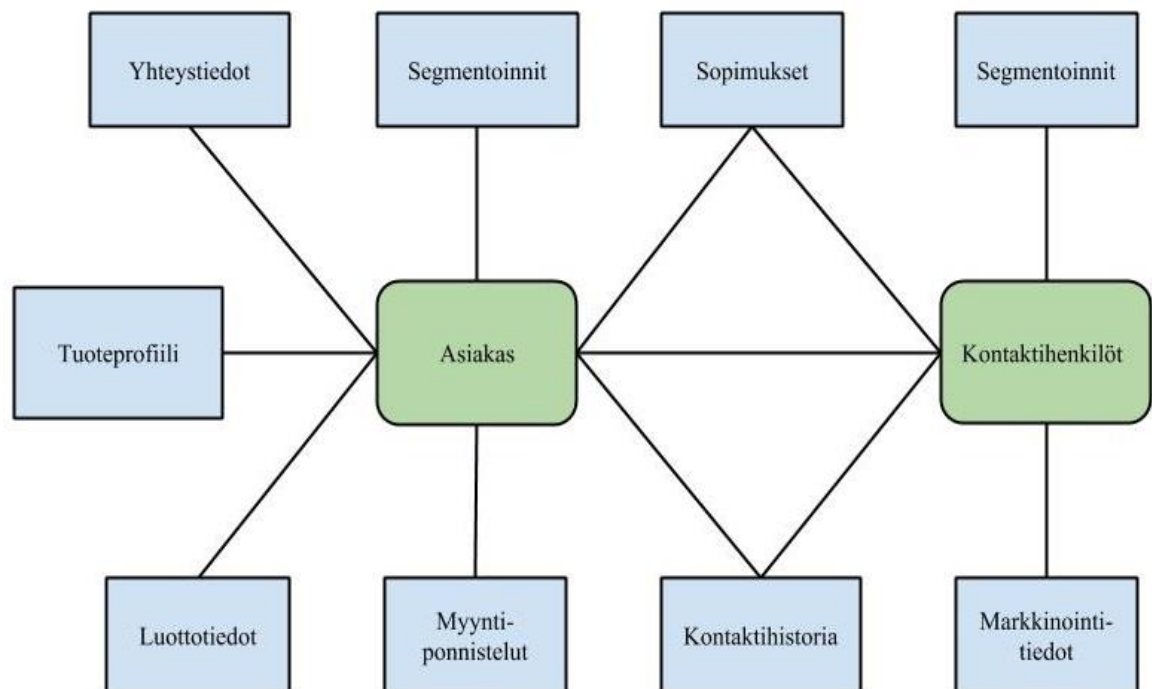 Yhteystiedot
Segmentoinnit
Sopimukset
Segmentoinnit
Tuoteprofiili
Asiakas
Kontaktihenkilöt
Luottotiedot
Myynti-
ponnistelut
Kontaktihistoria
Markkinointi-
tiedot